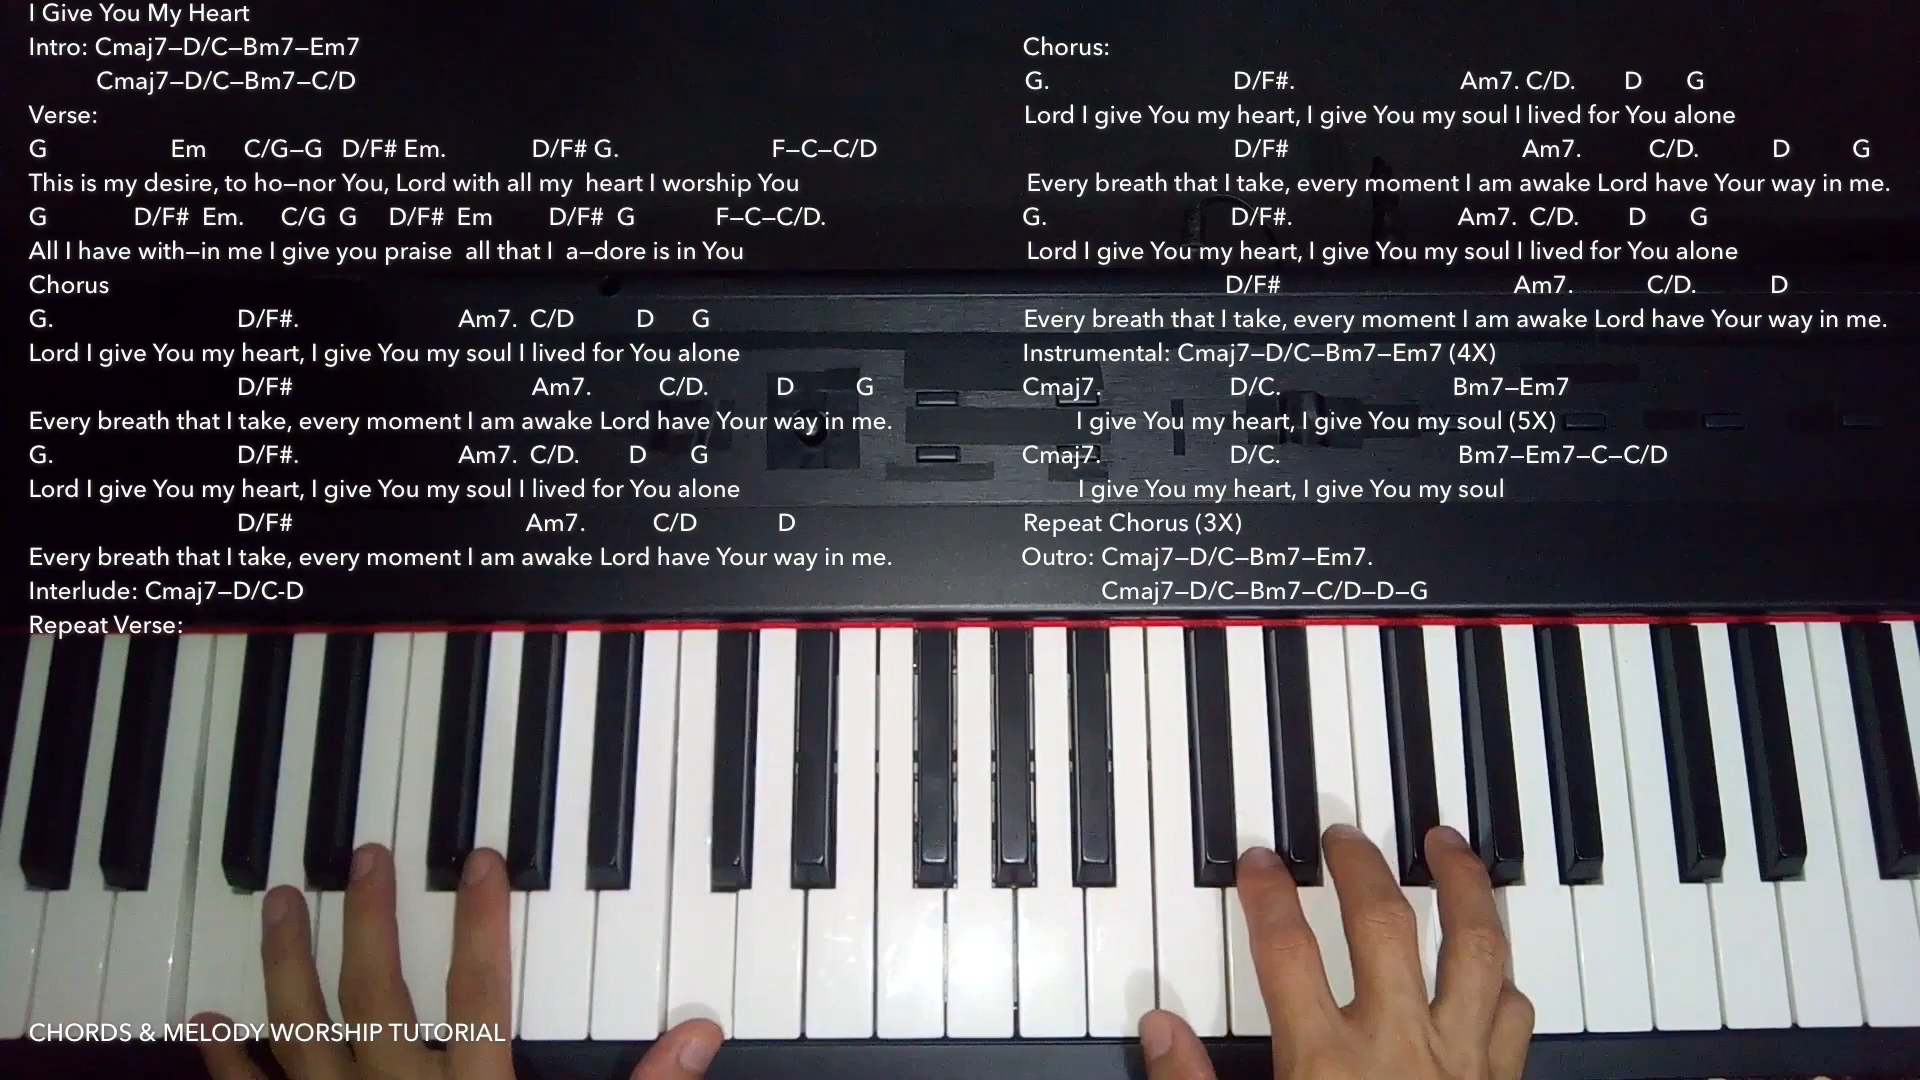 I Give You My Heart
Intro: Cmaj7–D/C–Bm7–Em7
Cmaj7–D/C–Bm7–C/D
Verse:
G Em C/G–G D/F# Em. D/F# G. F–C–C/D
This is my desire, to ho–nor You, Lord with all my heart I worship You
G D/F# Em. C/G G D/F# Em D/F# G F–C–C/D.
All I have with–in me I give you praise all that I a–dore is in You
Chorus
G. D/F#. Am7. C/D D G
Lord I give You my heart, I give You my soul I lived for You alone
D/F# Am7. C/D. D G
Every breath that I take, every moment I am awake Lord have Your way in me.
G. D/F#. Am7. C/D. D G
Lord I give You my heart, I give You my soul I lived for You alone
D/F# Am7. C/D D
Every breath that I take, every moment I am awake Lord have Your way in me.
Interlude: Cmaj7–D/C-D
Repeat Verse:
Chorus:
G. D/F#. Am7. C/D. D G
Lord I give You my heart, I give You my soul I lived for You alone
D/F# Am7. C/D. D G
Every breath that I take, every moment I am awake Lord have Your way in me.
G. D/F#. Am7. C/D. D G
Lord I give You my heart, I give You my soul I lived for You alone
D/F# Am7. C/D. D
Every breath that I take, every moment I am awake Lord have Your way in me.
Instrumental: Cmaj7–D/C–Bm7–Em7 (4X)
Cmaj7. D/C. Bm7–Em7
I give You my heart, I give You my soul (5X)
Cmaj7. D/C. Bm7–Em7–C–C/D
I give You my heart, I give You my soul
Repeat Chorus (3X)
Outro: Cmaj7–D/C–Bm7–Em7.
Cmaj7–D/C–Bm7–C/D–D–G
CHORDS & MELODY WORSHIP TUTORIAL